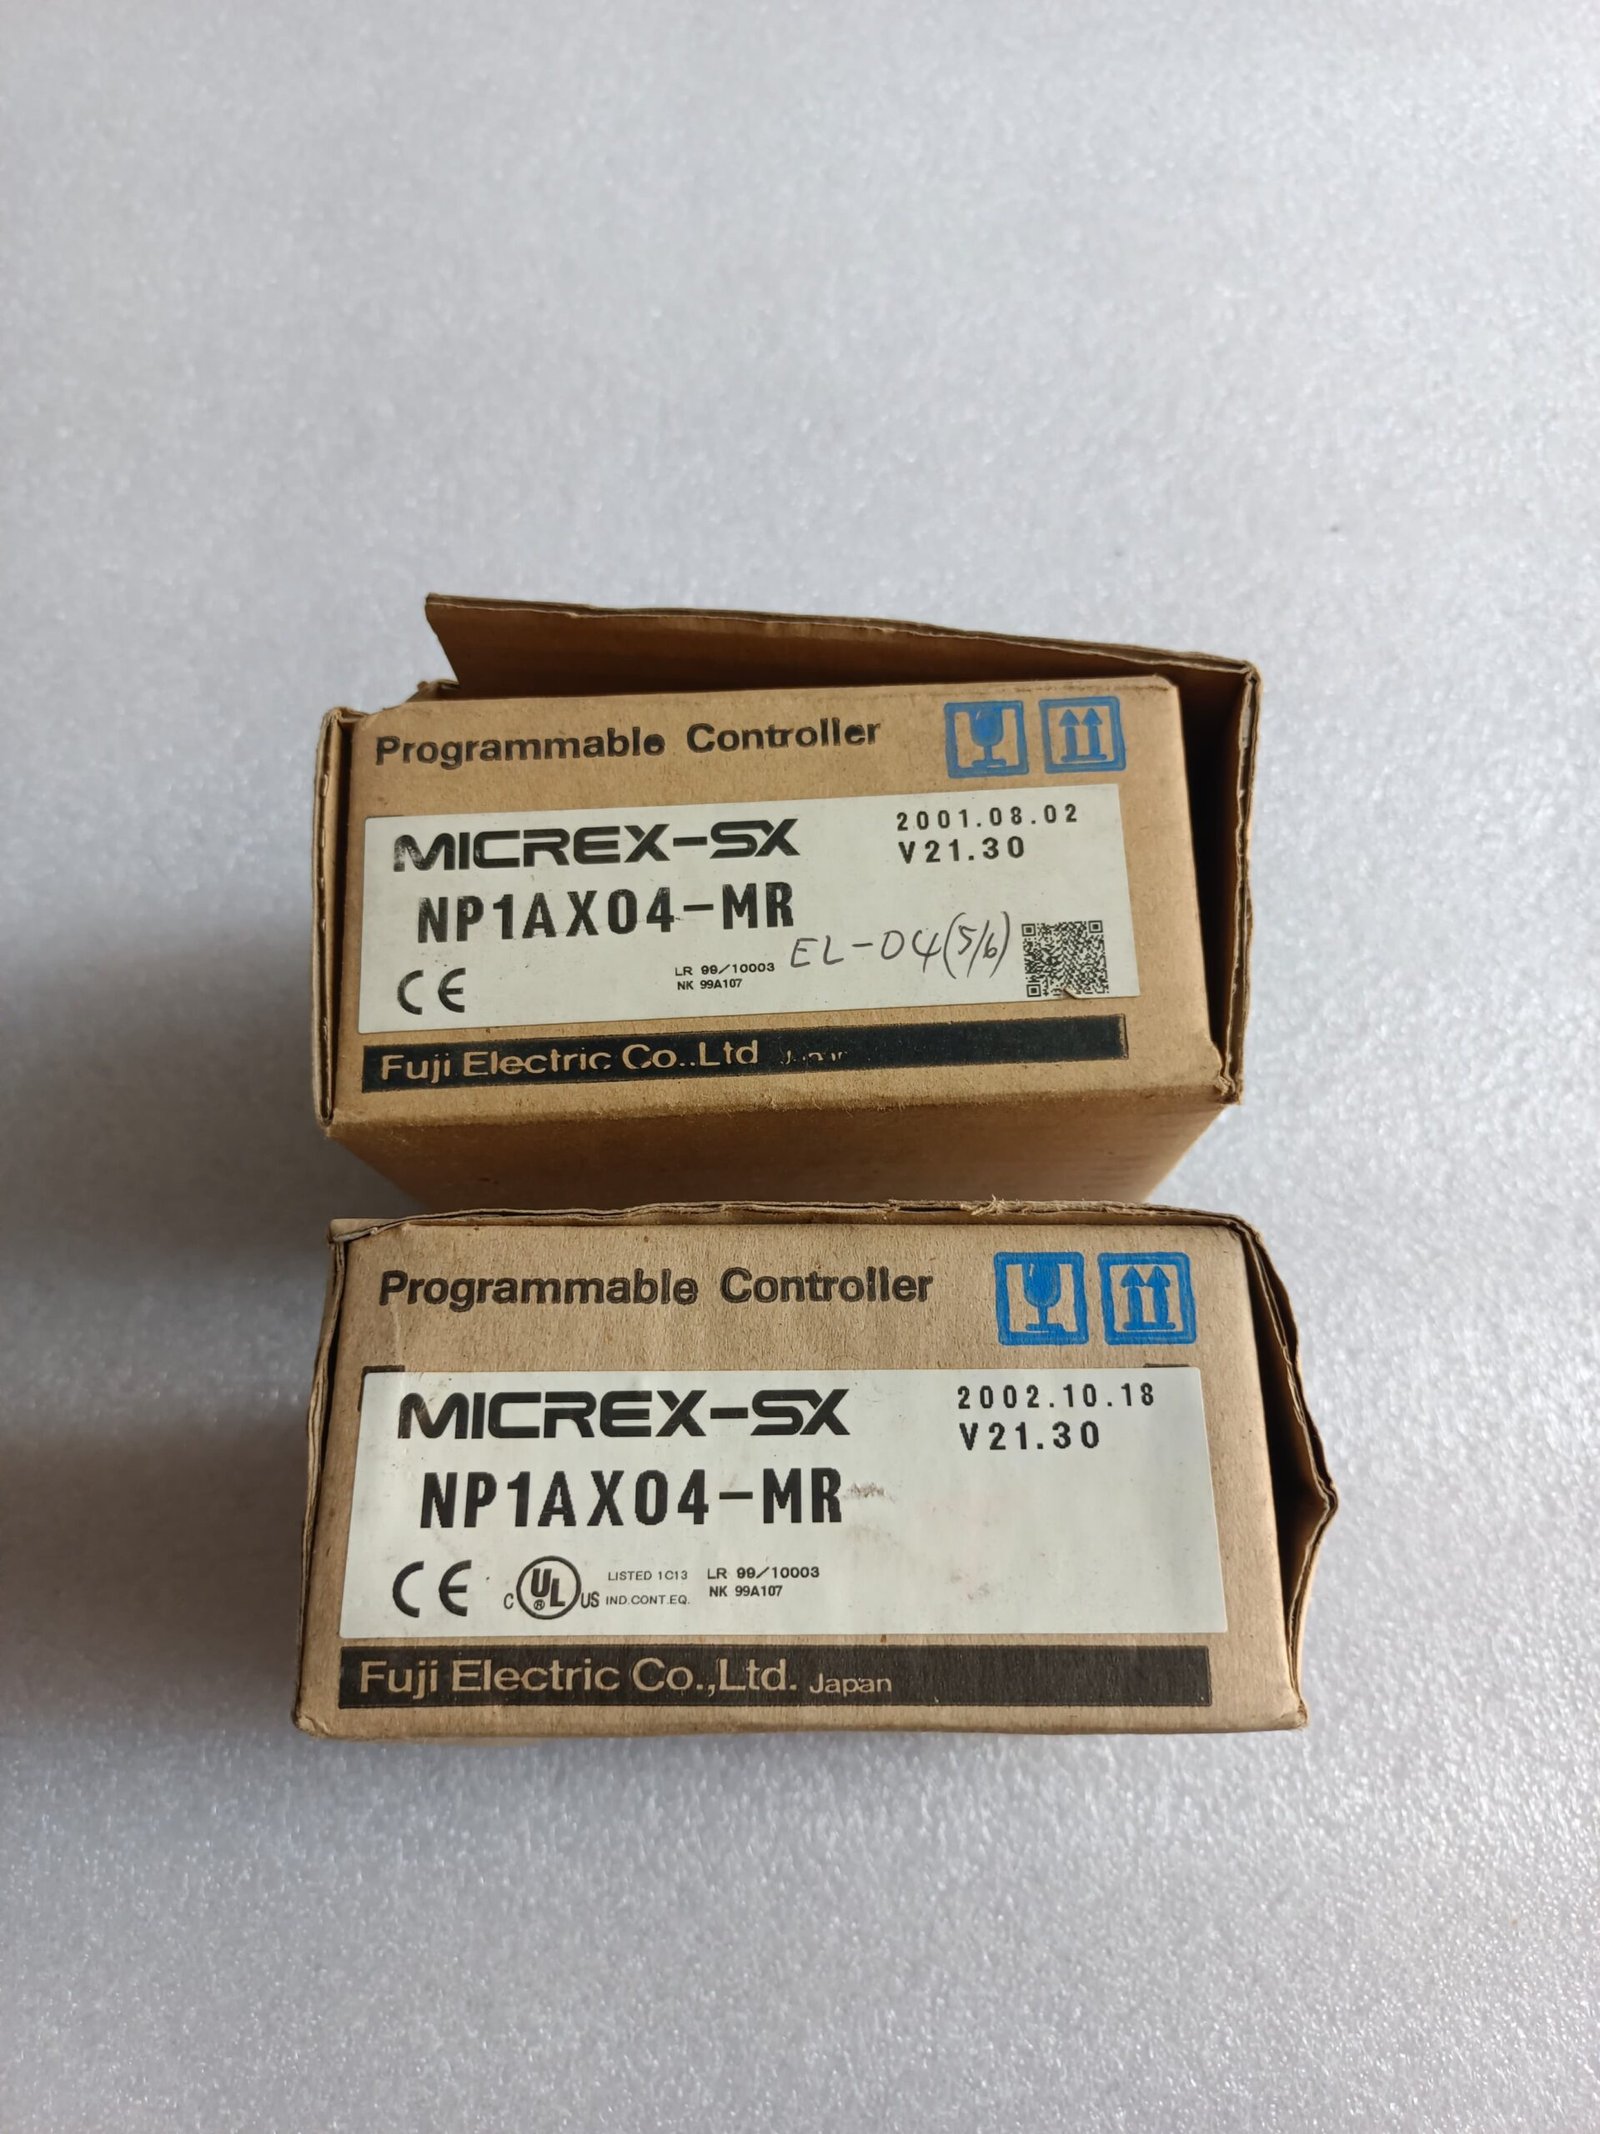 Programmable Controller
MICREX-SX
2001.08.02
V21.30
NP1AX04-MR
EL-04(5/6)
CE
LR 99/10003
NK 99A107
Fuji Electric Co.,Ltd
Programmable Controller
MICREX-SX
2002.10.18
V21.30
NP1AX04-MR
CE
C UL ® US
LISTED 1C13
IND.CONT.EQ.
LR 99/10003
NK 99A107
Fuji Electric Co.,Ltd. Japan